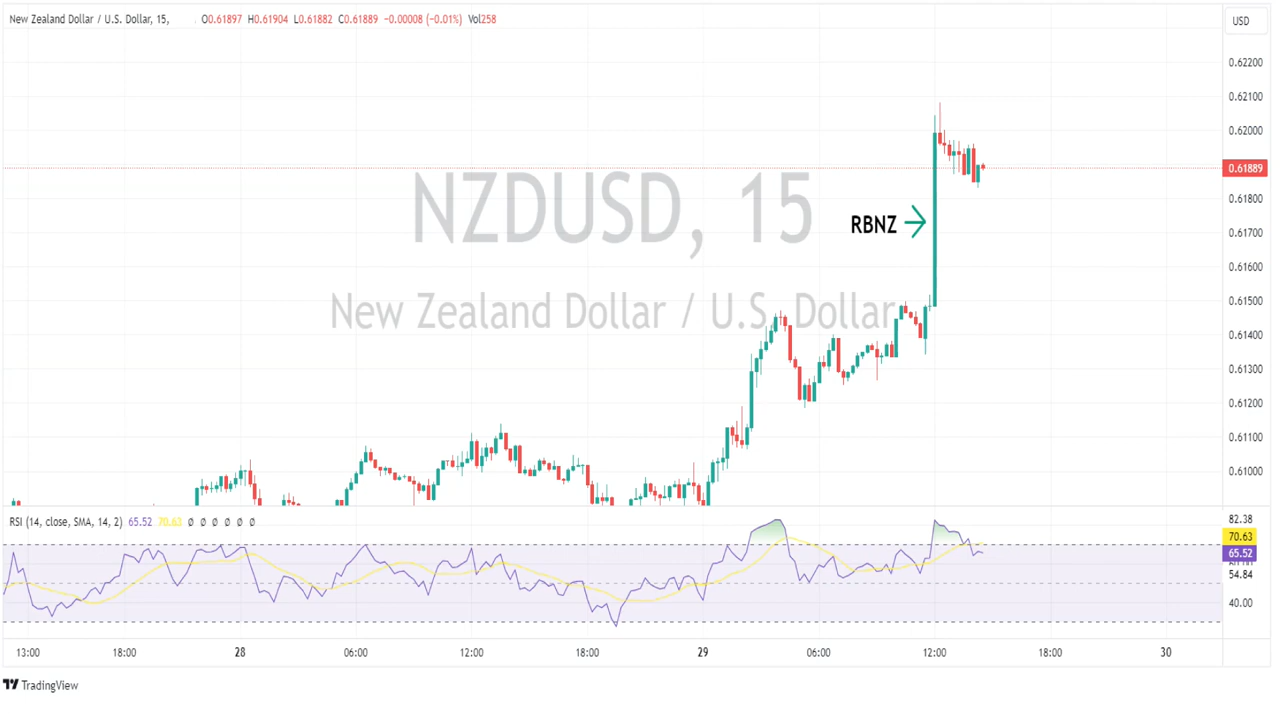 New Zealand Dollar / U.S. Dollar, 15, O0.61897 H0.61904 L0.61882 C0.61889 −0.00008 (−0.01%) Vol258
USD
0.62200
0.62100
0.62000
0.61889
0.61800
0.61700
0.61600
0.61500
0.61400
0.61300
0.61200
0.61100
0.61000
NZDUSD, 15
RBNZ
New Zealand Dollar / U.S. Dollar
RSI (14, close, SMA, 14, 2) 65.52 70.63 Ø Ø Ø Ø Ø Ø
82.38
70.63
65.52
54.84
40.00
13:00 18:00 28 06:00 12:00 18:00 29 06:00 12:00 18:00 30
TradingView